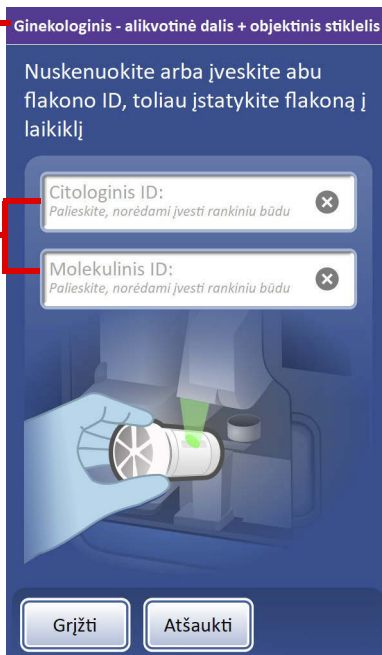 Ginekologinis - alikvotinė dalis + objektinis stiklelis
Nuskenuokite arba įveskite abu
flakono ID, toliau įstatykite flakoną į
laikiklį
Citologinis ID:
Palieskite, norėdami įvesti rankiniu būdu
Molekulinis ID:
Palieskite, norėdami įvesti rankiniu būdu
Grįžti
Atšaukti